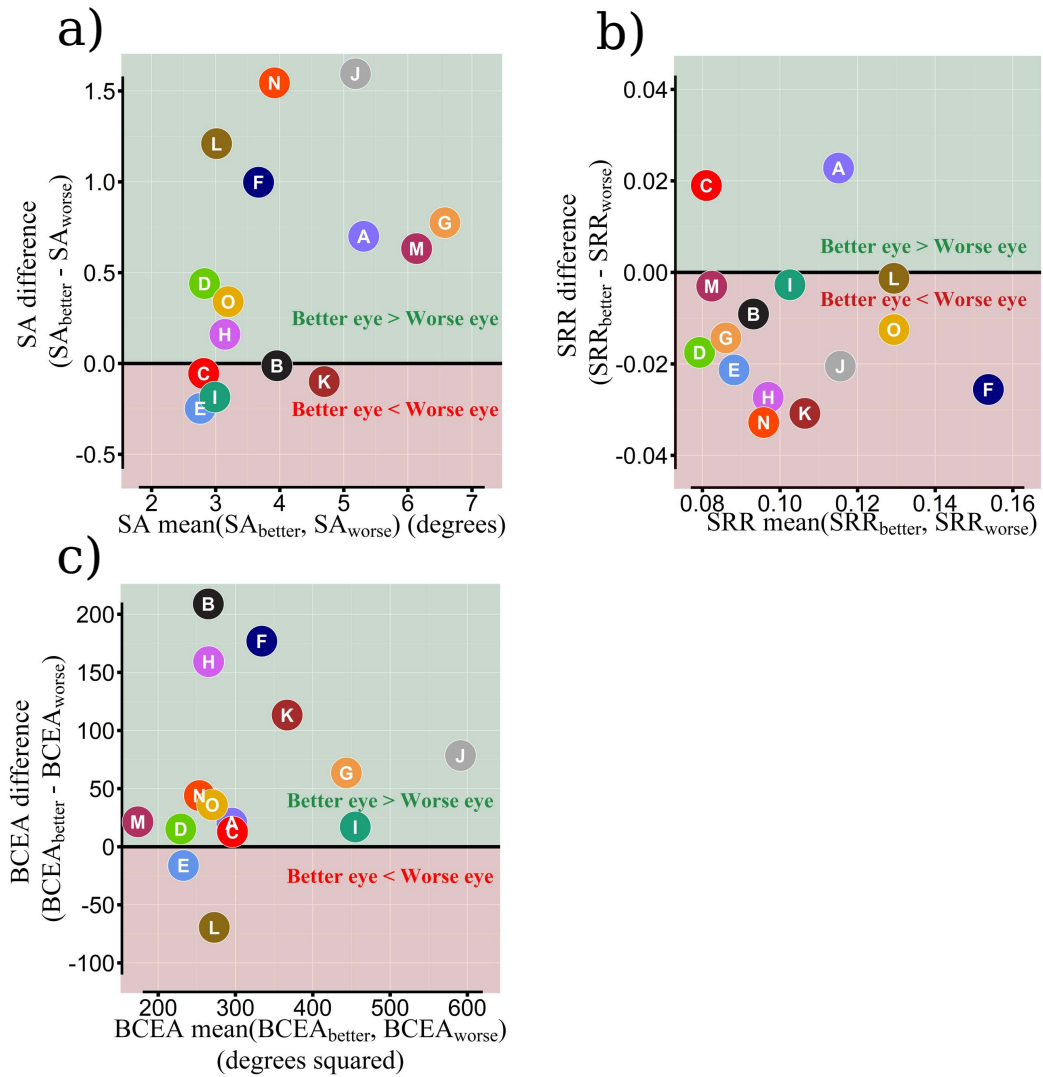 a)
SA difference
(SAbetter - SAworse)
1.5
1.0
0.5
0.0
-0.5
N
J
L
F
A
G
M
D
O
H
Better eye > Worse eye
C
B
K
E
I
Better eye < Worse eye
2 3 4 5 6 7
SA mean(SAbetter, SAworse) (degrees)
b)
SRR difference
(SRRbetter - SRRworse)
0.04
0.02
0.00
-0.02
-0.04
A
C
Better eye > Worse eye
M
I
L
Better eye < Worse eye
B
O
G
D
E
J
H
F
N
K
0.08 0.10 0.12 0.14 0.16
SRR mean(SRRbetter, SRRworse)
c)
BCEA difference
(BCEAbetter - BCEAworse)
200
150
100
50
0
-50
-100
B
F
H
K
J
G
N
O
Better eye > Worse eye
M
D
A
C
I
E
Better eye < Worse eye
L
200 300 400 500 600
BCEA mean(BCEAbetter, BCEAworse)
(degrees squared)